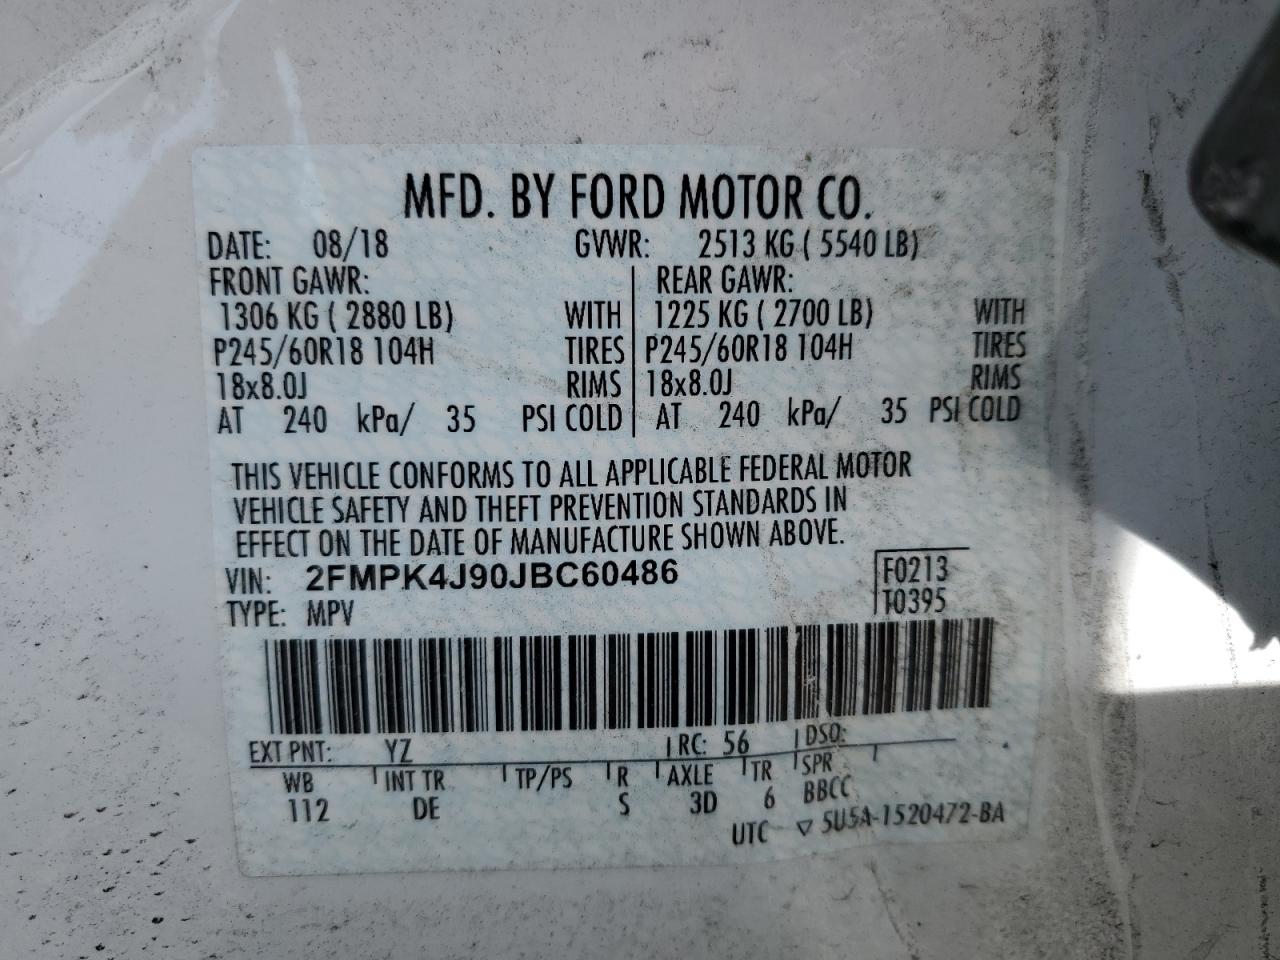 MFD. BY FORD MOTOR CO.
DATE: 08/18 GVWR: 2513 KG ( 5540 LB)
FRONT GAWR: REAR GAWR:
1306 KG ( 2880 LB) WITH 1225 KG ( 2700 LB) WITH
P245/60R18 104H TIRES P245/60R18 104H TIRES
18x8.0J RIMS 18x8.0J RIMS
AT 240 kPa/ 35 PSI COLD AT 240 kPa/ 35 PSI COLD
THIS VEHICLE CONFORMS TO ALL APPLICABLE FEDERAL MOTOR
VEHICLE SAFETY AND THEFT PREVENTION STANDARDS IN
EFFECT ON THE DATE OF MANUFACTURE SHOWN ABOVE.
VIN: 2FMPK4J90JBC60486 F0213
TYPE: MPV T0395
EXT PNT: YZ RC: 56 DSO:
WB INT TR TP/PS R AXLE TR SPR
112 DE S 3D 6 BBCC
UTC ▽ 5U5A-1520472-BA